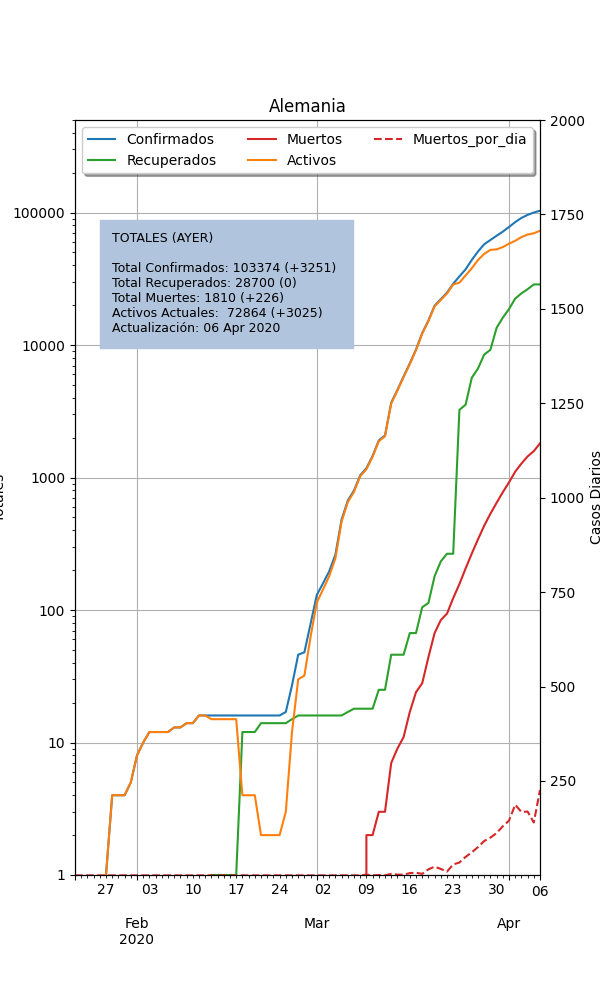 Alemania
Confirmados
Recuperados
Muertos
Activos
Muertos_por_dia
TOTALES (AYER)
Total Confirmados: 103374 (+3251)
Total Recuperados: 28700 (0)
Total Muertes: 1810 (+226)
Activos Actuales: 72864 (+3025)
Actualización: 06 Apr 2020
100000
10000
1000
100
10
1
2000
1750
1500
1250
1000
750
500
250
Casos Diarios
27 03 10 17 24 02 09 16 23 30 06
Feb Mar Apr
2020